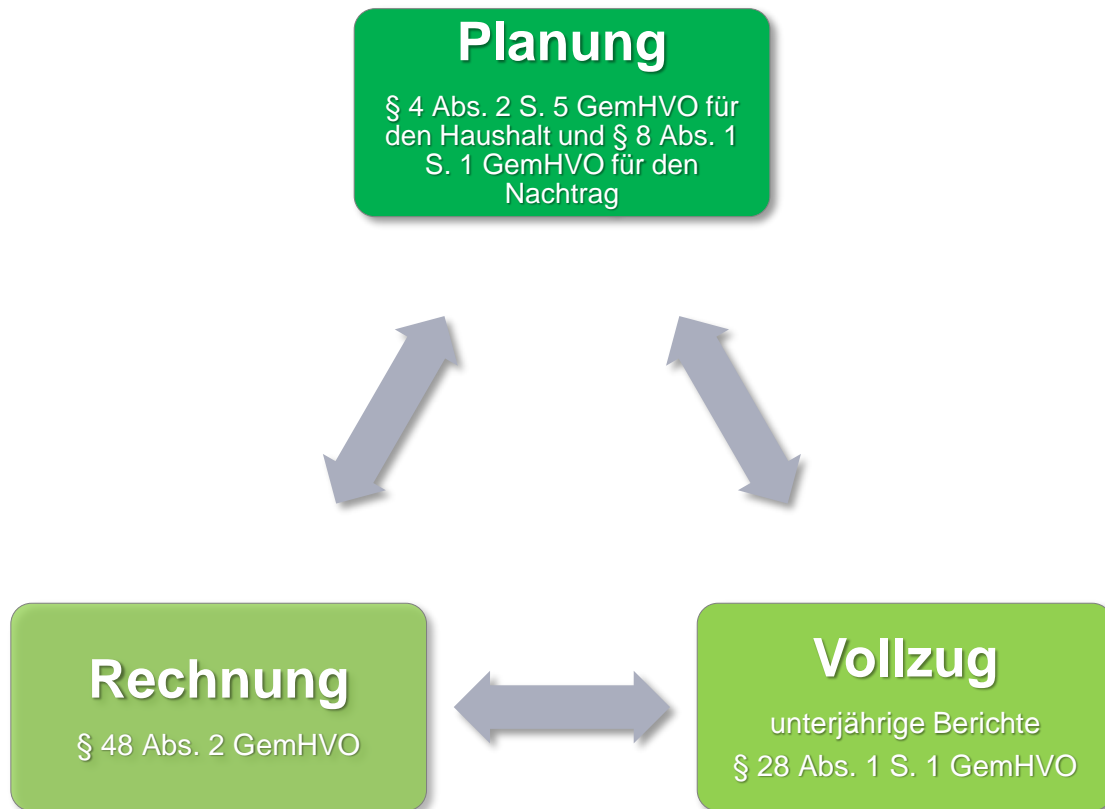 Planung
§ 4 Abs. 2 S. 5 GemHVO für
den Haushalt und § 8 Abs. 1
S. 1 GemHVO für den
Nachtrag
Rechnung
§ 48 Abs. 2 GemHVO
Vollzug
unterjährige Berichte
§ 28 Abs. 1 S. 1 GemHVO